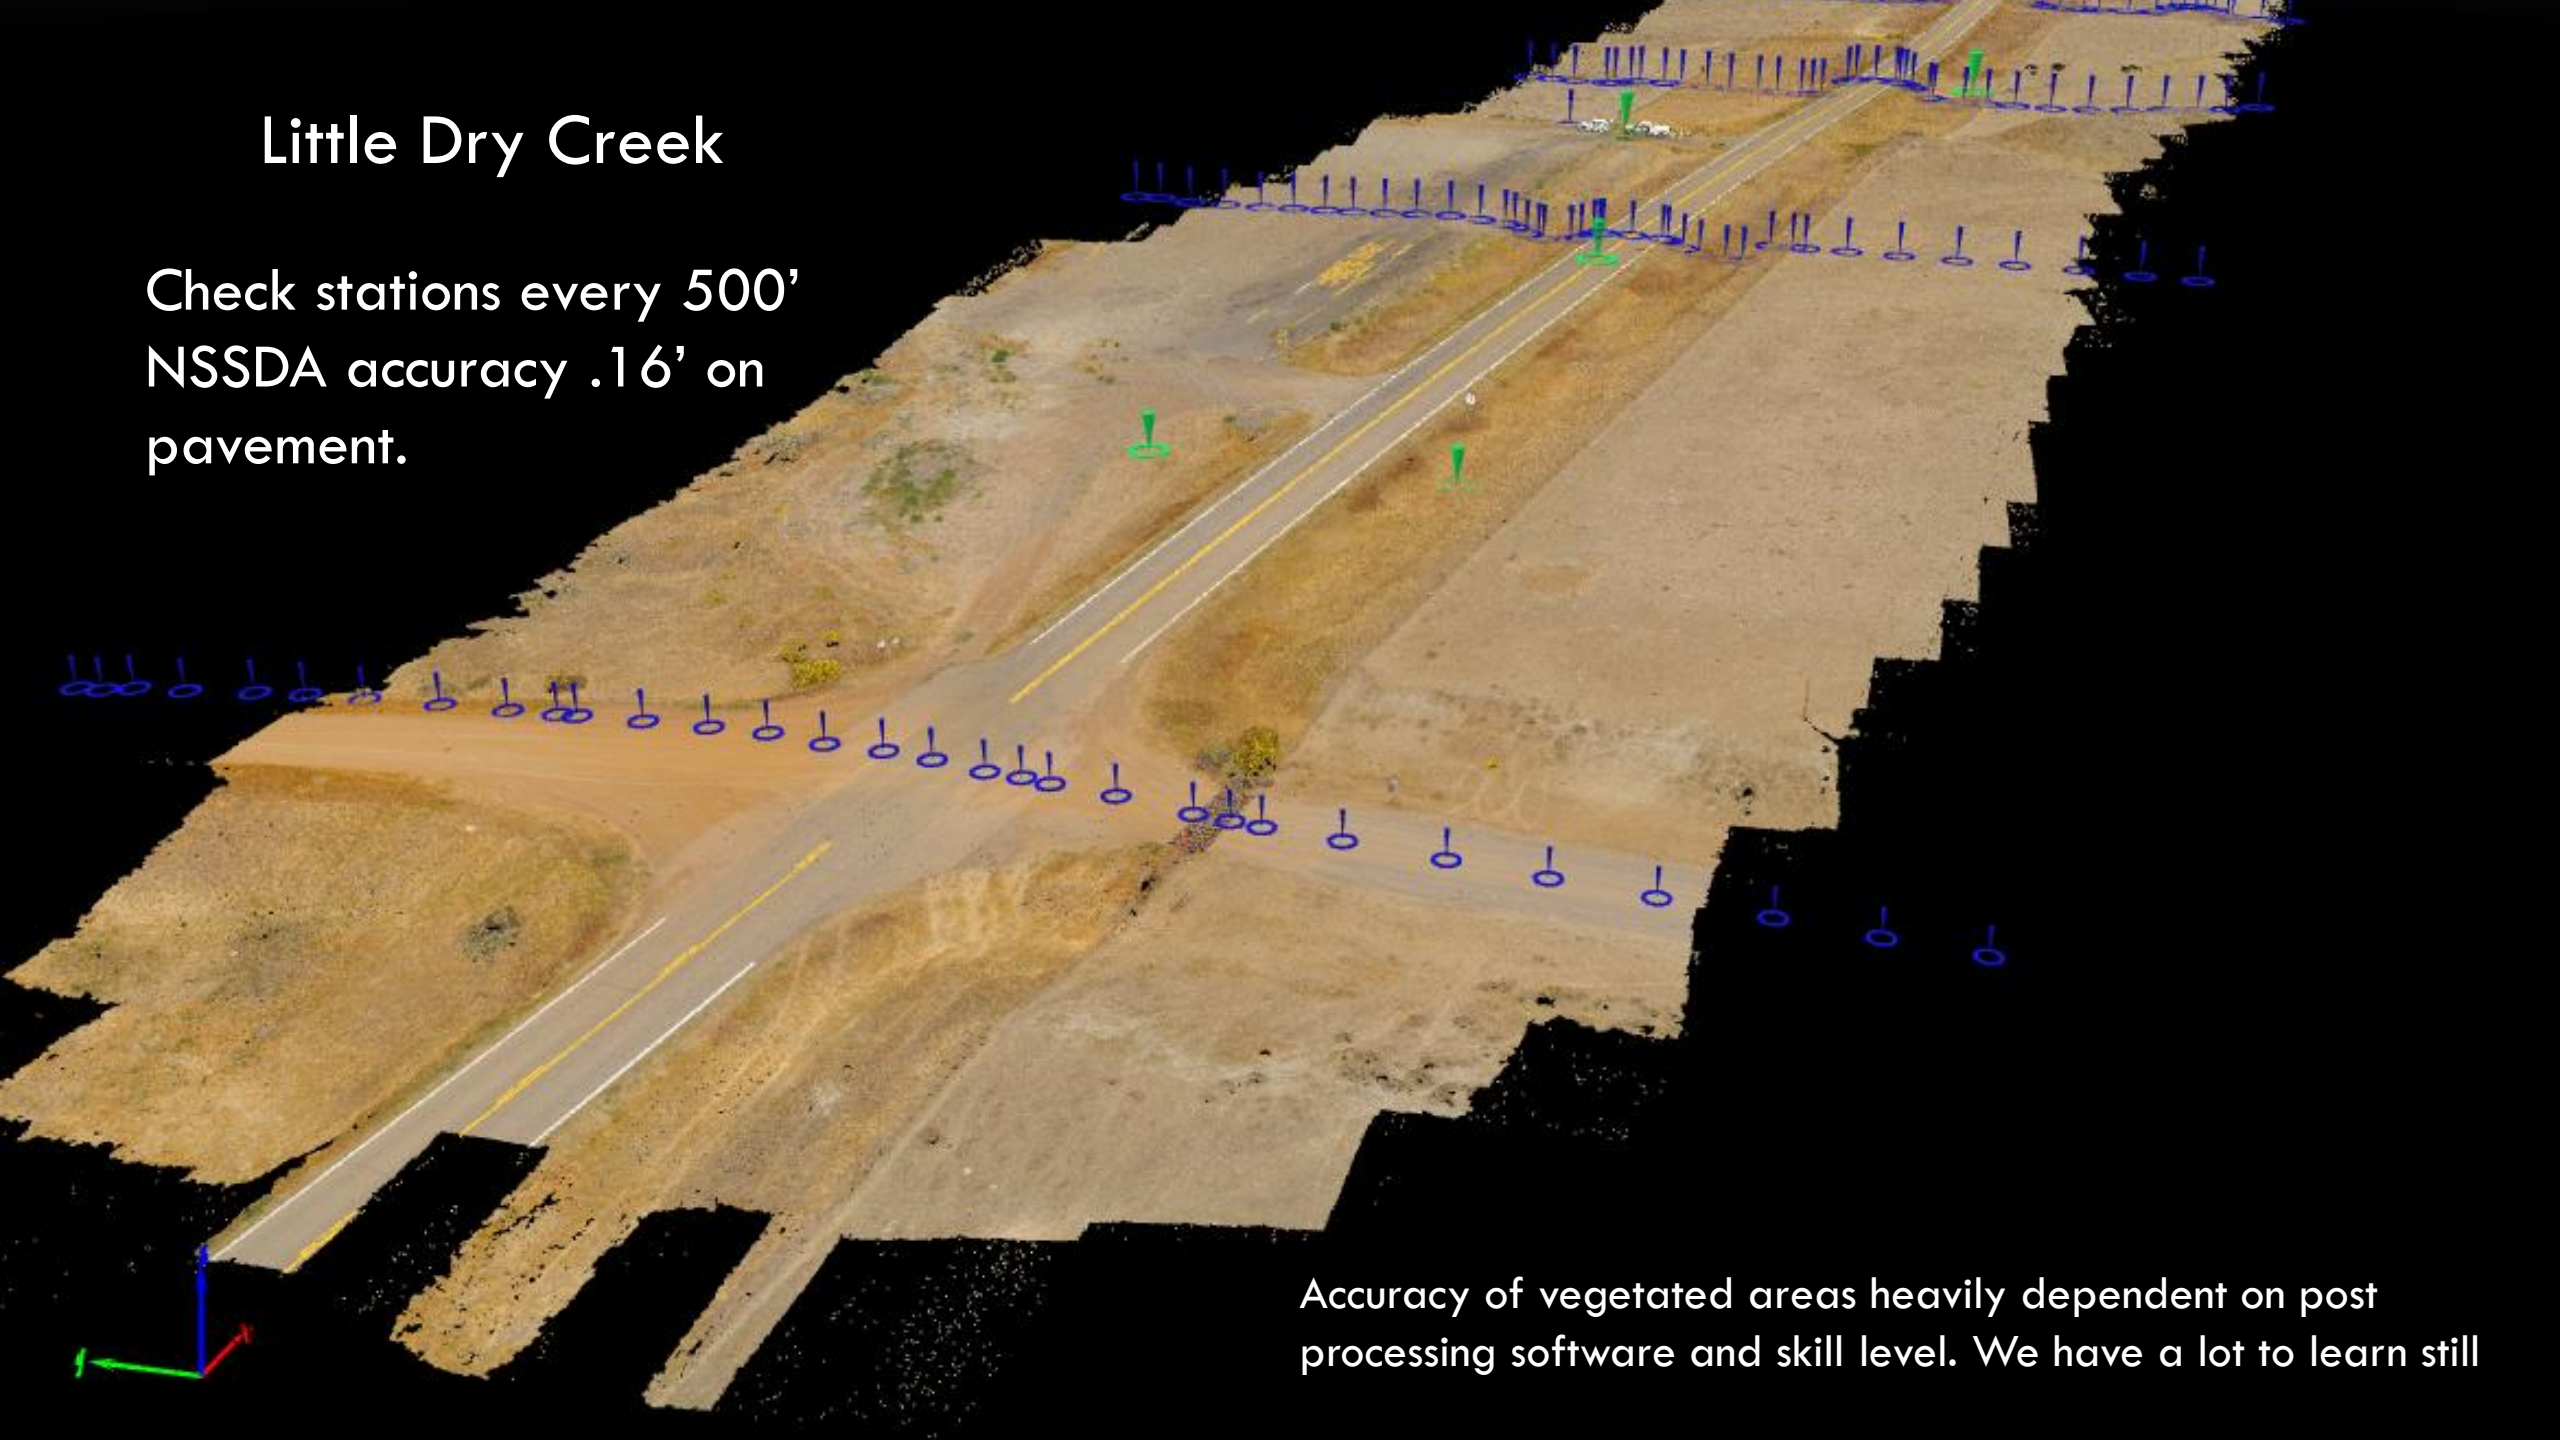 Little Dry Creek
Check stations every 500’
NSSDA accuracy .16’ on
pavement.
Accuracy of vegetated areas heavily dependent on post
processing software and skill level. We have a lot to learn still